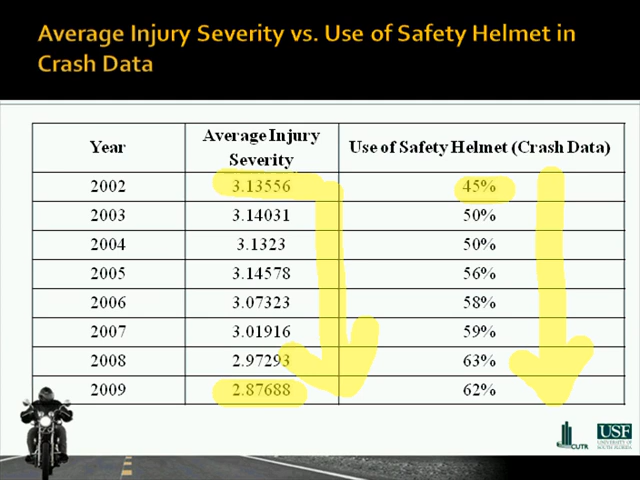 Average Injury Severity vs. Use of Safety Helmet in
Crash Data
Year Average Injury Severity Use of Safety Helmet (Crash Data)
2002 3.13556 45%
2003 3.14031 50%
2004 3.1323 50%
2005 3.14578 56%
2006 3.07323 58%
2007 3.01916 59%
2008 2.97293 63%
2009 2.87688 62%
CUTR
USF
UNIVERSITY OF
SOUTH FLORIDA